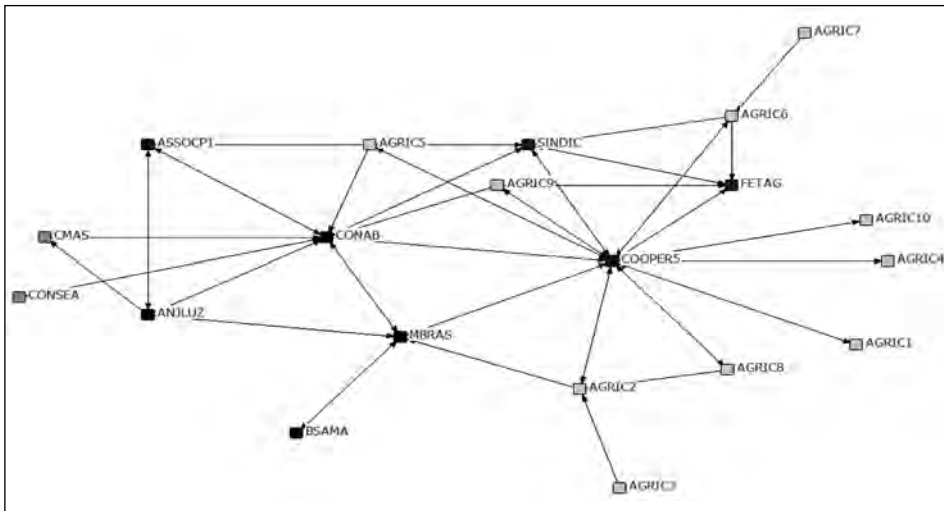 AGRIC7
AGRIC6
ASSOCPI
AGRIC5
SINDIC
AGRIC9
FETAG
AGRIC10
CMAS
CONAB
COOPERS
AGRIC4
CONSEA
ANJLUZ
MBRAS
AGRIC1
AGRIC8
AGRIC2
BSAMA
AGRIC3